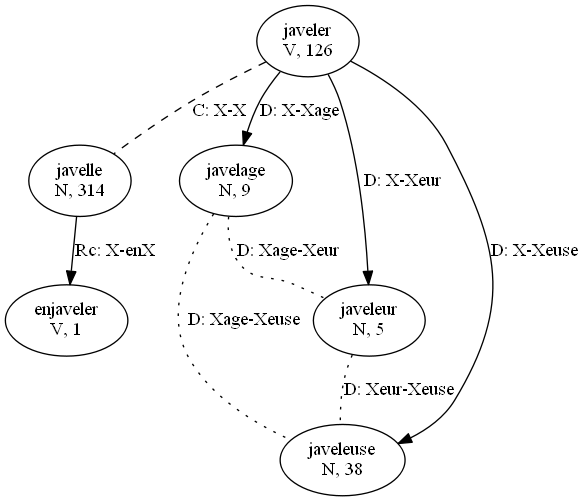 javeler
V, 126
C: X-X
D: X-Xage
javelle
N, 314
javelage
N, 9
D: X-Xeur
Rc: X-enX
D: Xage-Xeur
D: X-Xeuse
enjaveler
V, 1
D: Xage-Xeuse
javeleur
N, 5
D: Xeur-Xeuse
javeleuse
N, 38